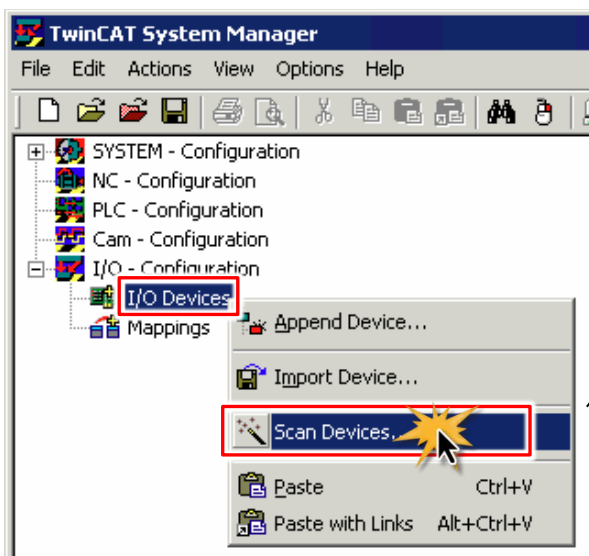 TwinCAT System Manager
File Edit Actions View Options Help
SYSTEM - Configuration
NC - Configuration
PLC - Configuration
Cam - Configuration
I/O - Configuration
I/O Devices
Mappings
Append Device...
Import Device...
Scan Devices...
Paste Ctrl+V
Paste with Links Alt+Ctrl+V